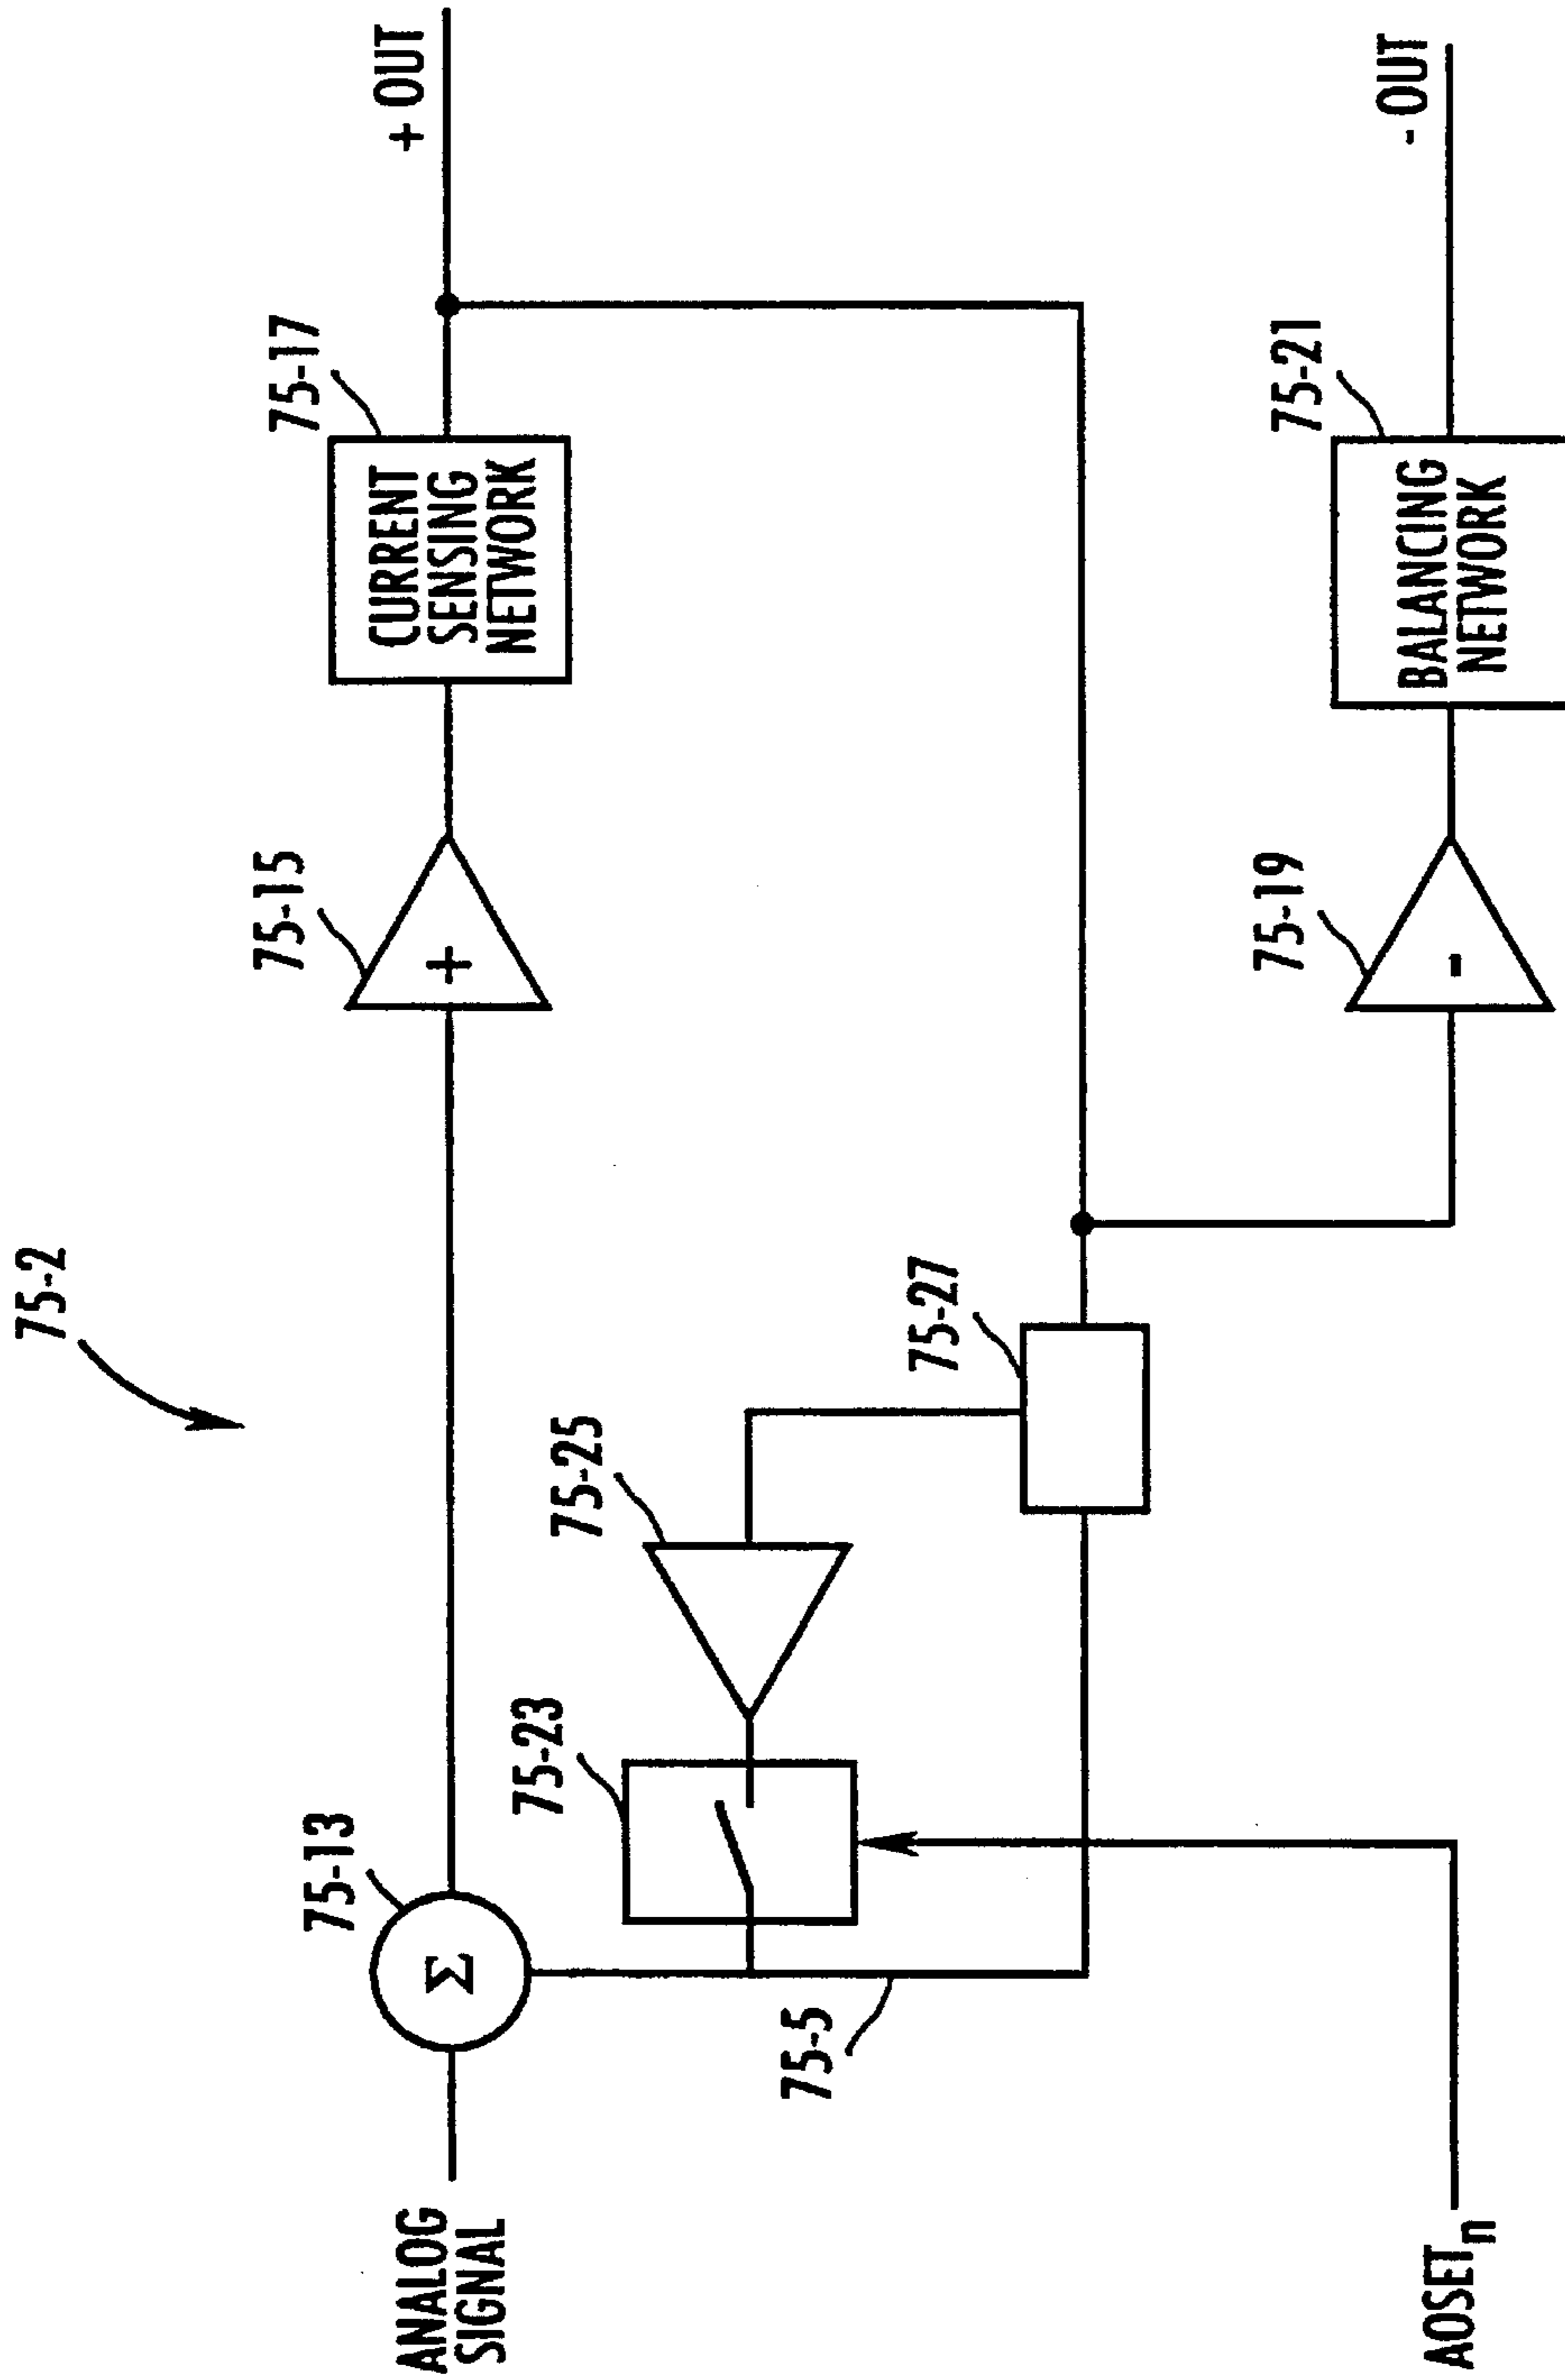 75-2
75-13
75-15
75-17
+ OUT
ANALOG
SIGNAL
Σ
+
CURRENT
SENSING
NETWORK
75-23
75-25
75-5
75-27
75-19
75-21
- OUT
AOSETn
-
BALANCING
NETWORK